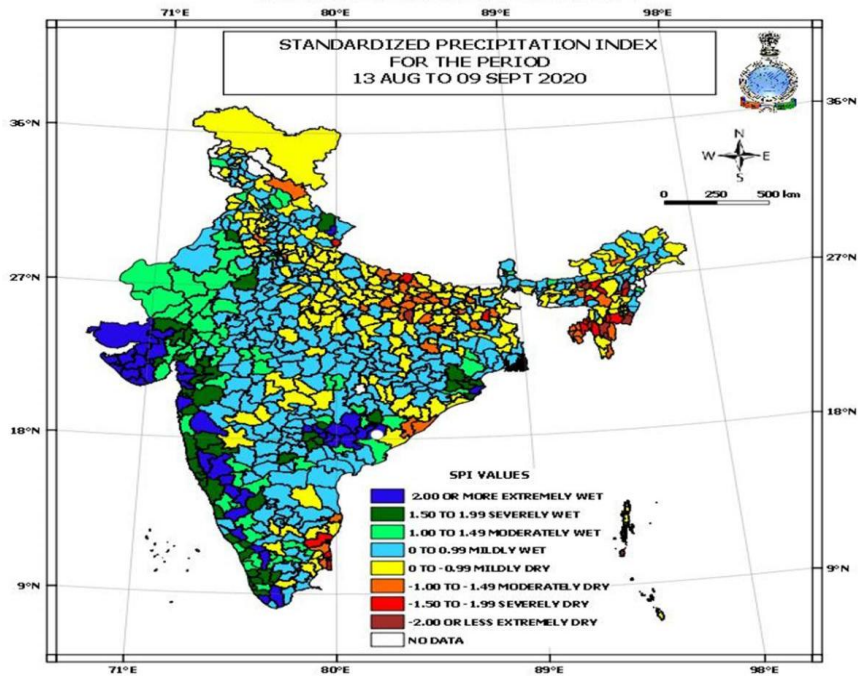 71°E 80°E 89°E 98°E
STANDARDIZED PRECIPITATION INDEX
FOR THE PERIOD
13 AUG TO 09 SEPT 2020
36°N 36°N
N
W E
S
0 250 500 km
27°N 27°N
18°N 18°N
SPI VALUES
2.00 OR MORE EXTREMELY WET
1.50 TO 1.99 SEVERELY WET
1.00 TO 1.49 MODERATELY WET
0 TO 0.99 MILDLY WET
0 TO -0.99 MILDLY DRY
-1.00 TO -1.49 MODERATELY DRY
-1.50 TO -1.99 SEVERELY DRY
-2.00 OR LESS EXTREMELY DRY
NO DATA
9°N 9°N
71°E 80°E 89°E 98°E